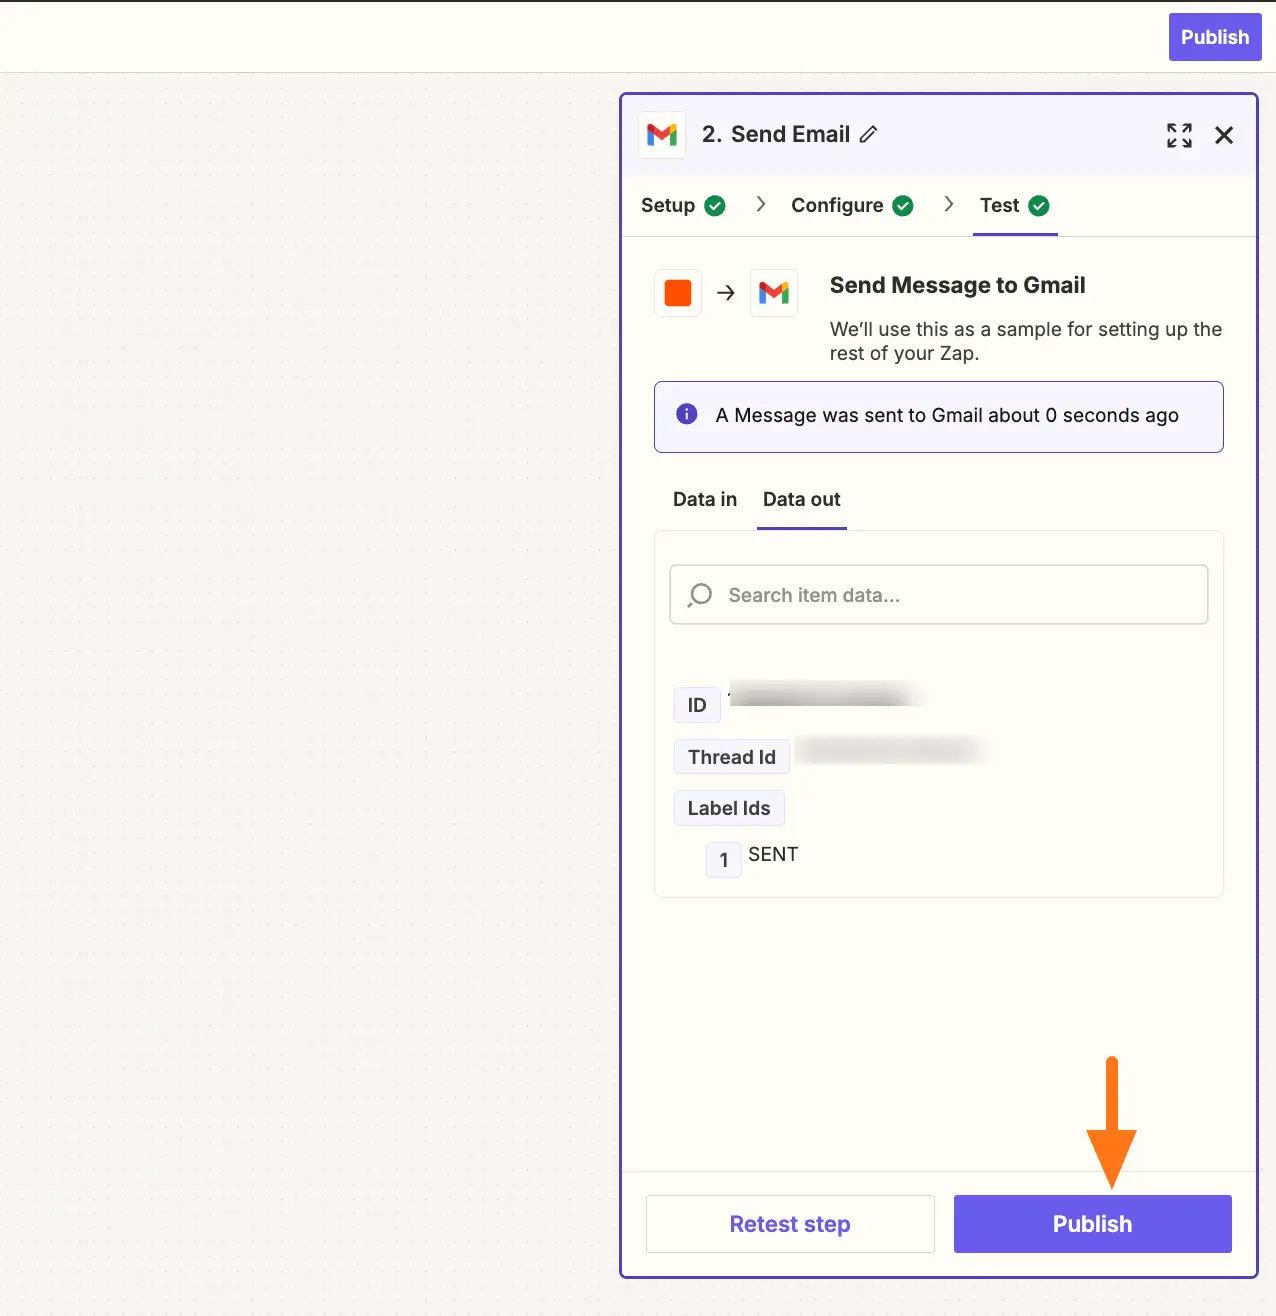 Publish
2. Send Email
Setup
Configure
Test
Send Message to Gmail
We’ll use this as a sample for setting up the
rest of your Zap.
A Message was sent to Gmail about 0 seconds ago
Data in
Data out
Search item data...
ID
Thread Id
Label Ids
1 SENT
Retest step
Publish